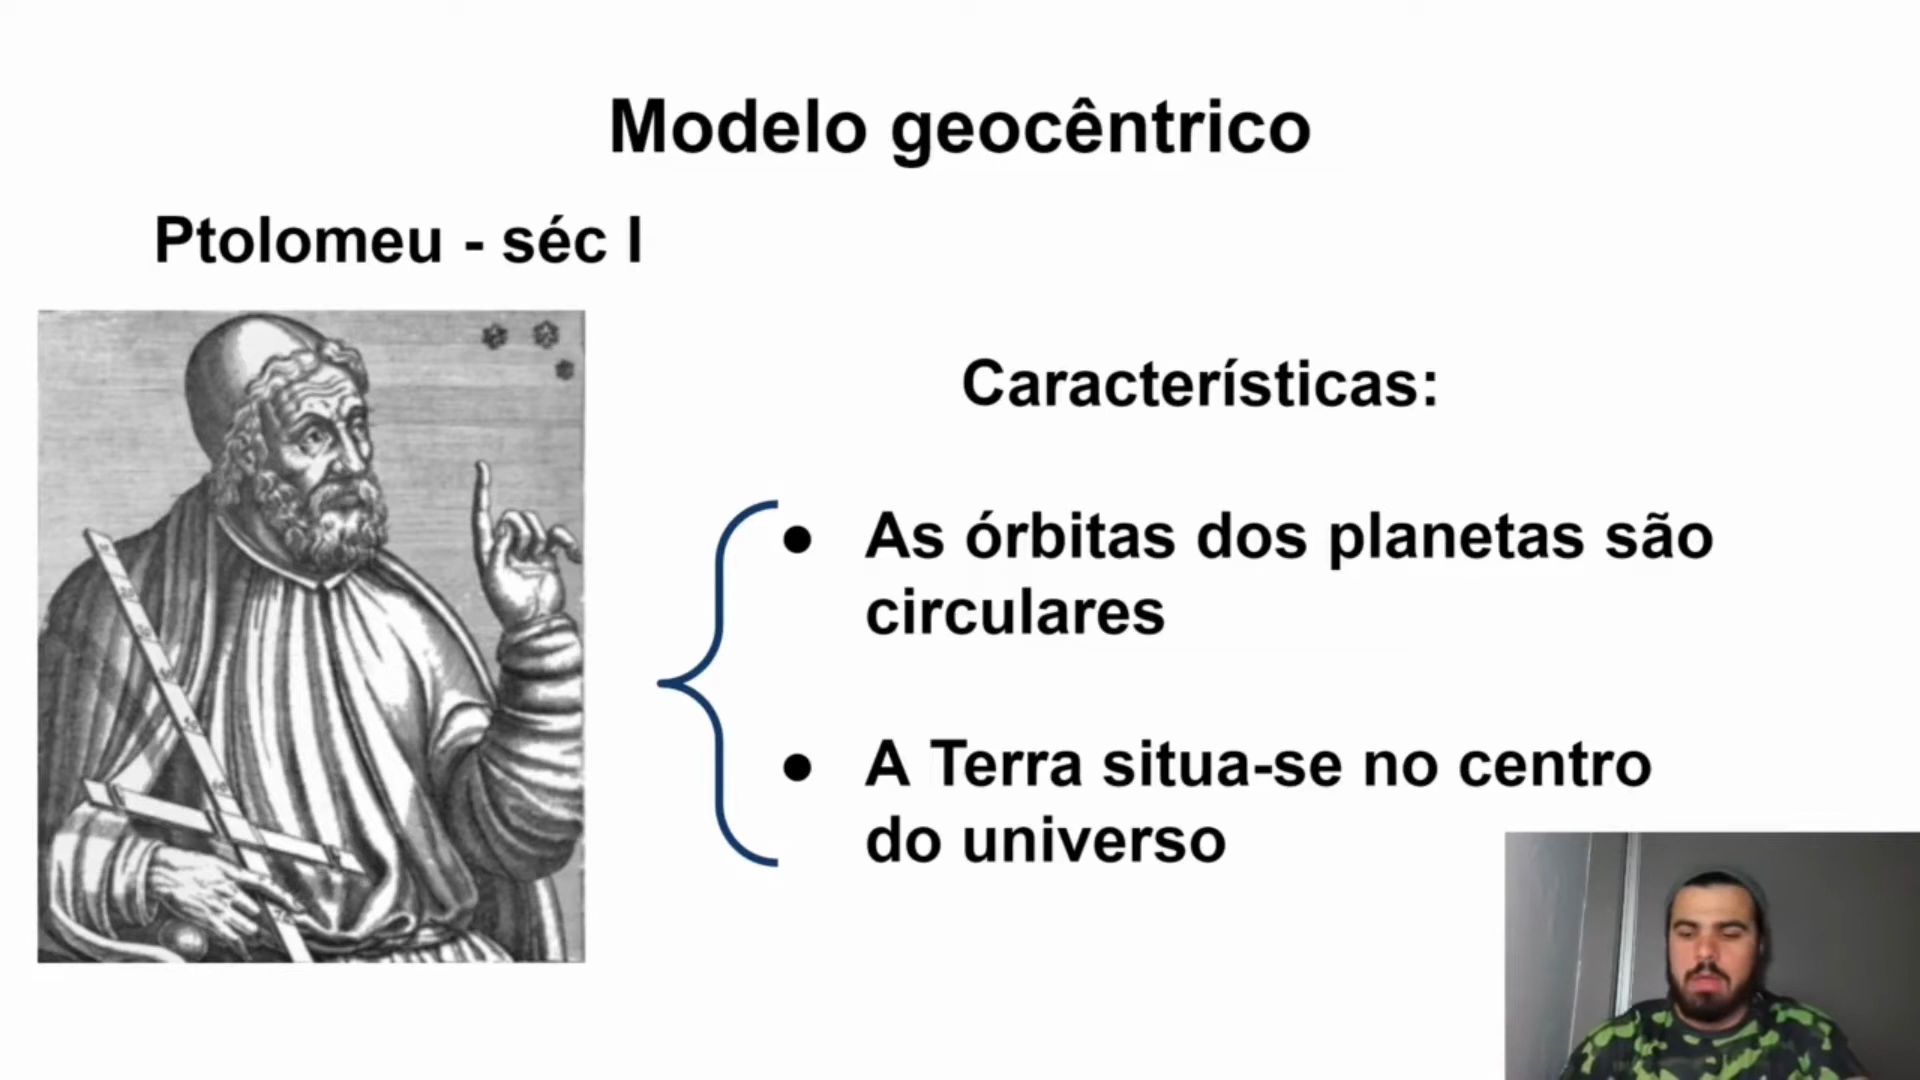 Modelo geocêntrico
Ptolomeu - séc I
Características:
● As órbitas dos planetas são
circulares
● A Terra situa-se no centro
do universo